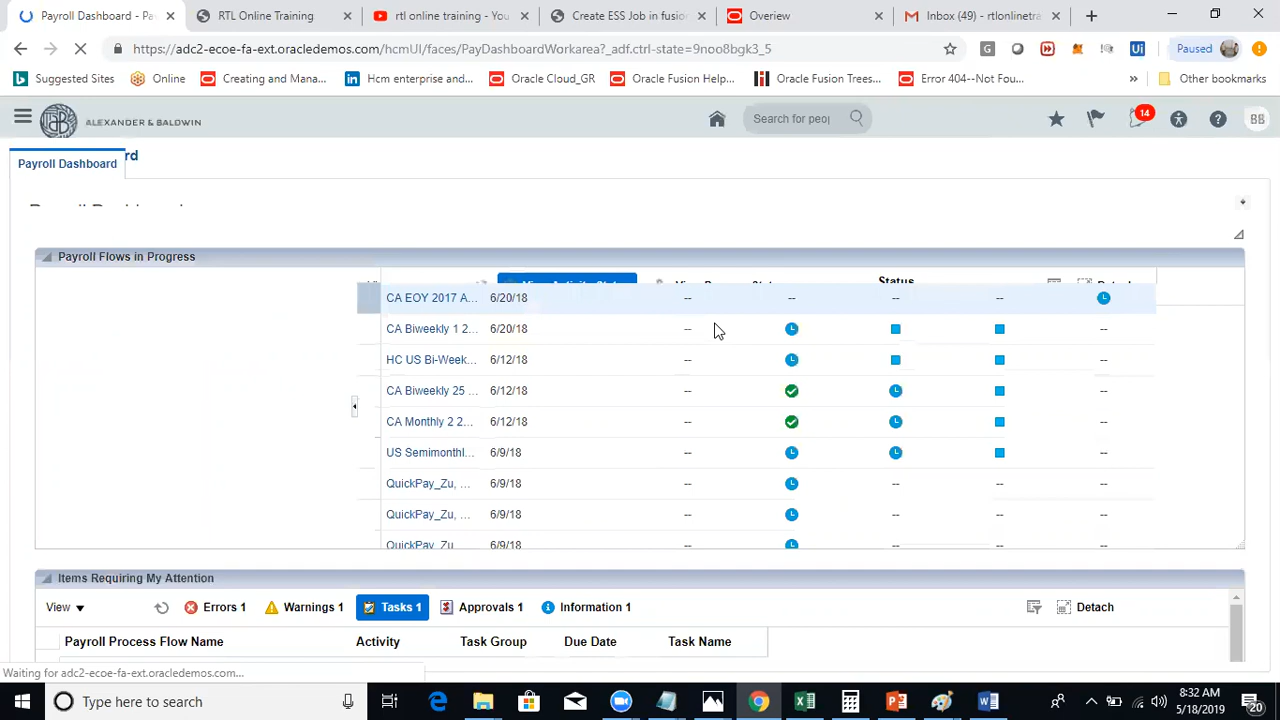 Payroll Dashboard - Pa
RTL Online Training
rtl online training - You
Create ESS Job in fusio
Overiew
Inbox (49) - rtlonlinetra
https://adc2-ecoe-fa-ext.oracledemos.com/hcmUI/faces/PayDashboardWorkarea?_adf.ctrl-state=9noo8bgk3_5
Paused
Suggested Sites
Online
Creating and Mana...
Hcm enterprise and...
Oracle Cloud_GR
Oracle Fusion Help...
Oracle Fusion Trees...
Error 404--Not Fou...
»
Other bookmarks
ALEXANDER & BALDWIN
Search for peop
14
BB
Payroll Dashboard
Payroll Flows in Progress
Status
CA EOY 2017 A... 6/20/18 -- -- -- --
CA Biweekly 1 2... 6/20/18 -- --
HC US Bi-Week... 6/12/18 -- --
CA Biweekly 25 ... 6/12/18 -- --
CA Monthly 2 2... 6/12/18 -- --
US Semimonthl... 6/9/18 -- --
QuickPay_Zu, ... 6/9/18 -- -- -- --
QuickPay_Zu, ... 6/9/18 -- -- -- --
QuickPay_Zu 6/9/18 -- -- -- --
Items Requiring My Attention
View
Errors 1
Warnings 1
Tasks 1
Approvals 1
Information 1
Detach
Payroll Process Flow Name
Activity
Task Group
Due Date
Task Name
Waiting for adc2-ecoe-fa-ext.oracledemos.com...
Type here to search
8:32 AM
5/18/2019
20